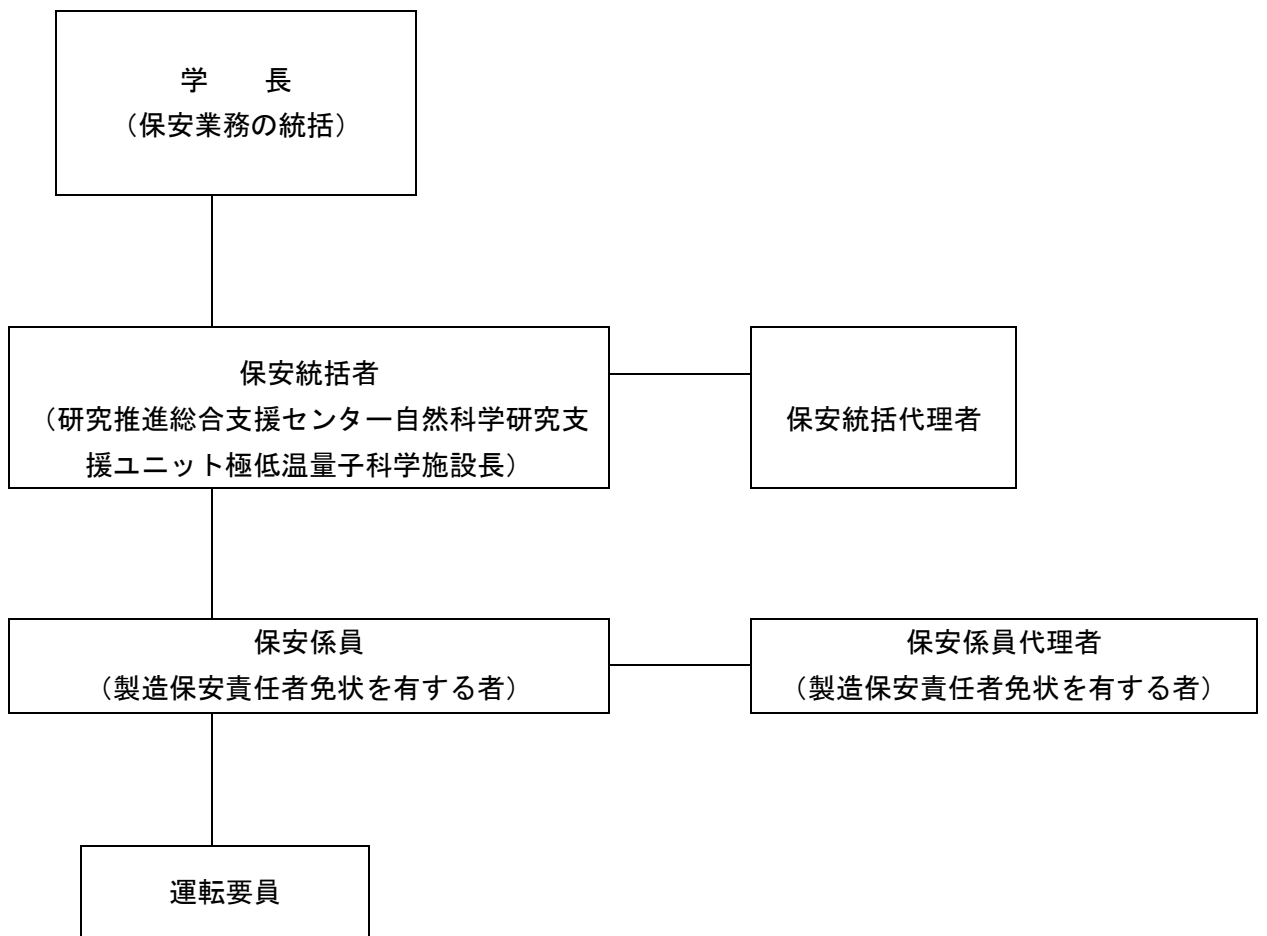 学　　長
（保安業務の統括）
保安統括者
（研究推進総合支援センター自然科学研究支
援ユニット極低温量子科学施設長）
保安統括代理者
保安係員
（製造保安責任者免状を有する者）
保安係員代理者
（製造保安責任者免状を有する者）
運転要員